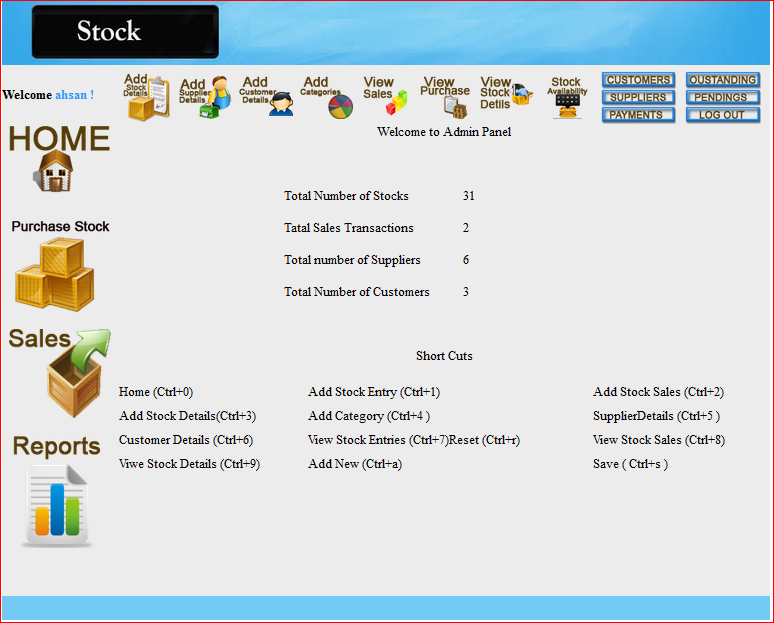 Stock
Welcome ahsan !
Add Stock Details
Add Supplier Details
Add Customer Details
Add Categories
View Sales
View Purchase
View Stock Detils
Stock Availability
CUSTOMERS
OUSTANDING
SUPPLIERS
PENDINGS
PAYMENTS
LOG OUT
Welcome to Admin Panel
HOME
Purchase Stock
Sales
Reports
Total Number of Stocks 31
Tatal Sales Transactions 2
Total number of Suppliers 6
Total Number of Customers 3
Short Cuts
Home (Ctrl+0) Add Stock Entry (Ctrl+1) Add Stock Sales (Ctrl+2)
Add Stock Details(Ctrl+3) Add Category (Ctrl+4 ) SupplierDetails (Ctrl+5 )
Customer Details (Ctrl+6) View Stock Entries (Ctrl+7)Reset (Ctrl+r) View Stock Sales (Ctrl+8)
Viwe Stock Details (Ctrl+9) Add New (Ctrl+a) Save ( Ctrl+s )